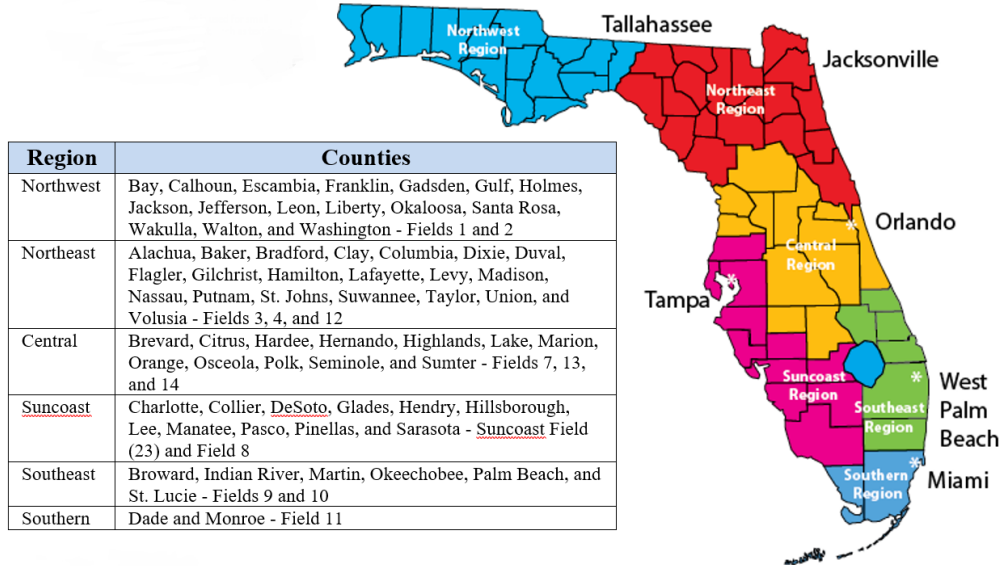 Northwest
Region
Tallahassee
Jacksonville
Northeast
Region
Orlando
Central
Region
Tampa
Suncoast
Region
West
Palm
Beach
Southeast
Region
Southern
Region
Miami
Region Counties
Northwest Bay, Calhoun, Escambia, Franklin, Gadsden, Gulf, Holmes,
Jackson, Jefferson, Leon, Liberty, Okaloosa, Santa Rosa,
Wakulla, Walton, and Washington - Fields 1 and 2
Northeast Alachua, Baker, Bradford, Clay, Columbia, Dixie, Duval,
Flagler, Gilchrist, Hamilton, Lafayette, Levy, Madison,
Nassau, Putnam, St. Johns, Suwannee, Taylor, Union, and
Volusia - Fields 3, 4, and 12
Central Brevard, Citrus, Hardee, Hernando, Highlands, Lake, Marion,
Orange, Osceola, Polk, Seminole, and Sumter - Fields 7, 13,
and 14
Suncoast Charlotte, Collier, DeSoto, Glades, Hendry, Hillsborough,
Lee, Manatee, Pasco, Pinellas, and Sarasota - Suncoast Field
(23) and Field 8
Southeast Broward, Indian River, Martin, Okeechobee, Palm Beach, and
St. Lucie - Fields 9 and 10
Southern Dade and Monroe - Field 11